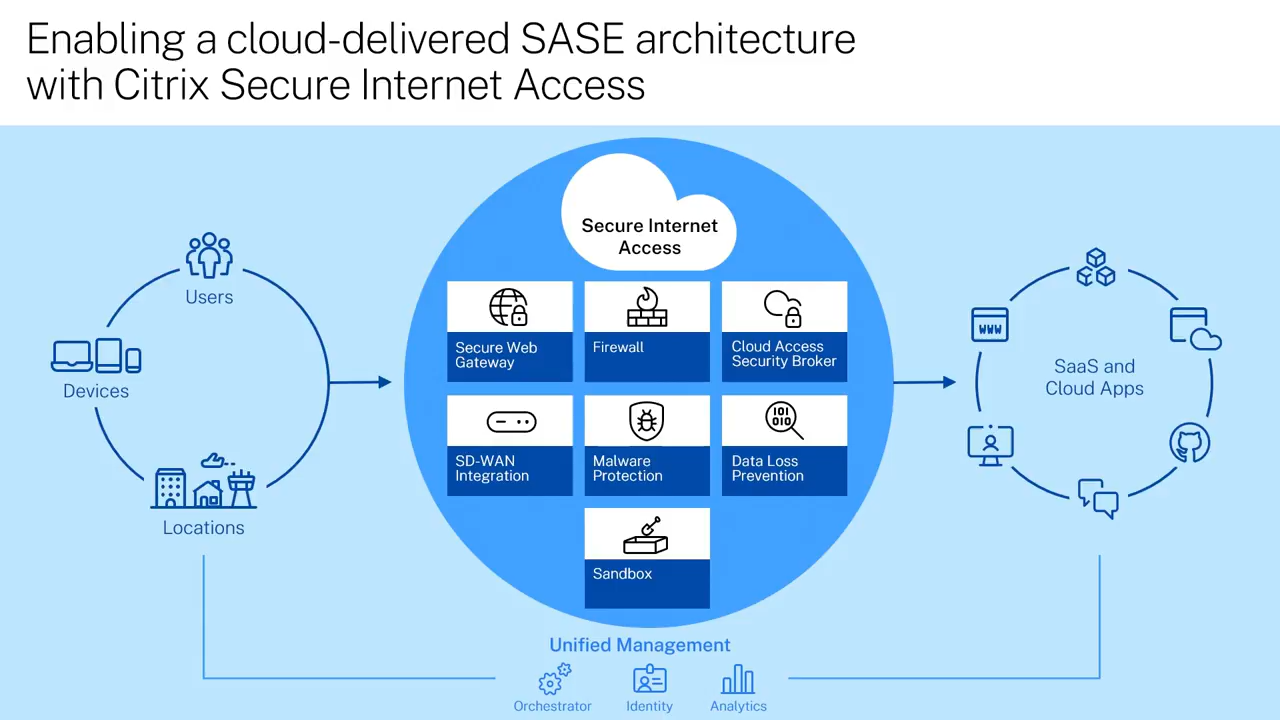 Enabling a cloud-delivered SASE architecture
with Citrix Secure Internet Access
Users
Devices
Locations
Secure Internet
Access
Secure Web
Gateway
Firewall
Cloud Access
Security Broker
SD-WAN
Integration
Malware
Protection
101
010
Data Loss
Prevention
Sandbox
WWW
SaaS and
Cloud Apps
Unified Management
Orchestrator
Identity
Analytics